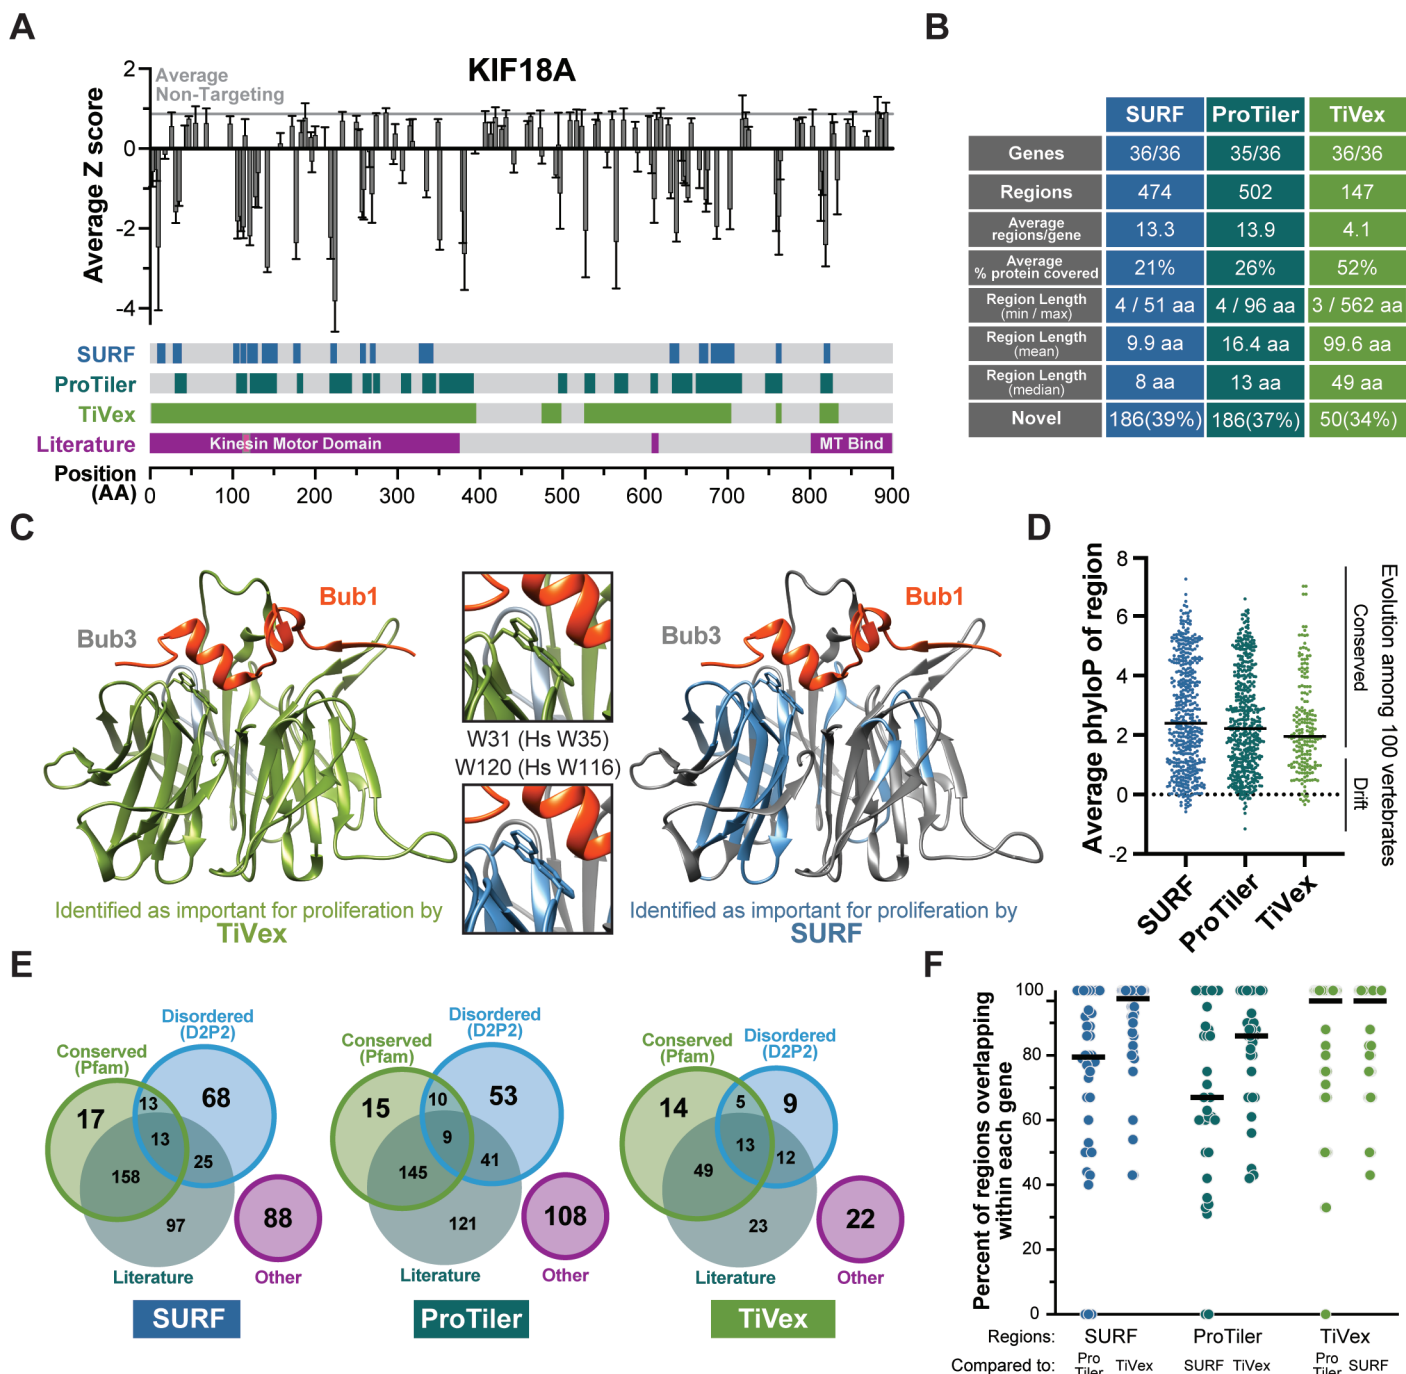 A
KIF18A
Average Z score
2
0
-2
-4
Average
Non-Targeting
SURF
ProTiler
TiVex
Literature
Kinesin Motor Domain
MT Bind
Position
(AA)
0 100 200 300 400 500 600 700 800 900
B
SURF ProTiler TiVex
Genes 36/36 35/36 36/36
Regions 474 502 147
Average
regions/gene 13.3 13.9 4.1
Average
% protein covered 21% 26% 52%
Region Length
(min / max) 4 / 51 aa 4 / 96 aa 3 / 562 aa
Region Length
(mean) 9.9 aa 16.4 aa 99.6 aa
Region Length
(median) 8 aa 13 aa 49 aa
Novel 186(39%) 186(37%) 50(34%)
C
Bub1
Bub3
Identified as important for proliferation by
TiVex
W31 (Hs W35)
W120 (Hs W116)
Bub1
Bub3
Identified as important for proliferation by
SURF
D
Average phyloP of region
8
6
4
2
0
-2
SURF
ProTiler
TiVex
Conserved
Drift
Evolution among 100 vertebrates
E
Disordered
(D2P2)
Conserved
(Pfam)
17
13
68
13
158
25
97
88
Literature
Other
SURF
Disordered
(D2P2)
Conserved
(Pfam)
15
10
53
9
145
41
121
108
Literature
Other
ProTiler
Disordered
(D2P2)
Conserved
(Pfam)
14
5
9
13
49
12
23
22
Literature
Other
TiVex
F
Percent of regions overlapping
within each gene
100
80
60
40
20
0
Regions: SURF ProTiler TiVex
Compared to: Pro
Tiler TiVex SURF TiVex Pro
Tiler SURF